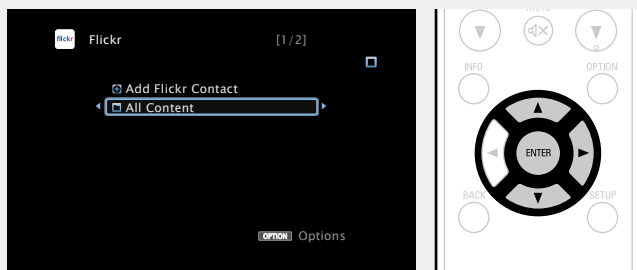 flickr Flickr [1/2]
Add Flickr Contact
All Content
OPTION Options
MUTE
INFO OPTION
ENTER
BACK SETUP